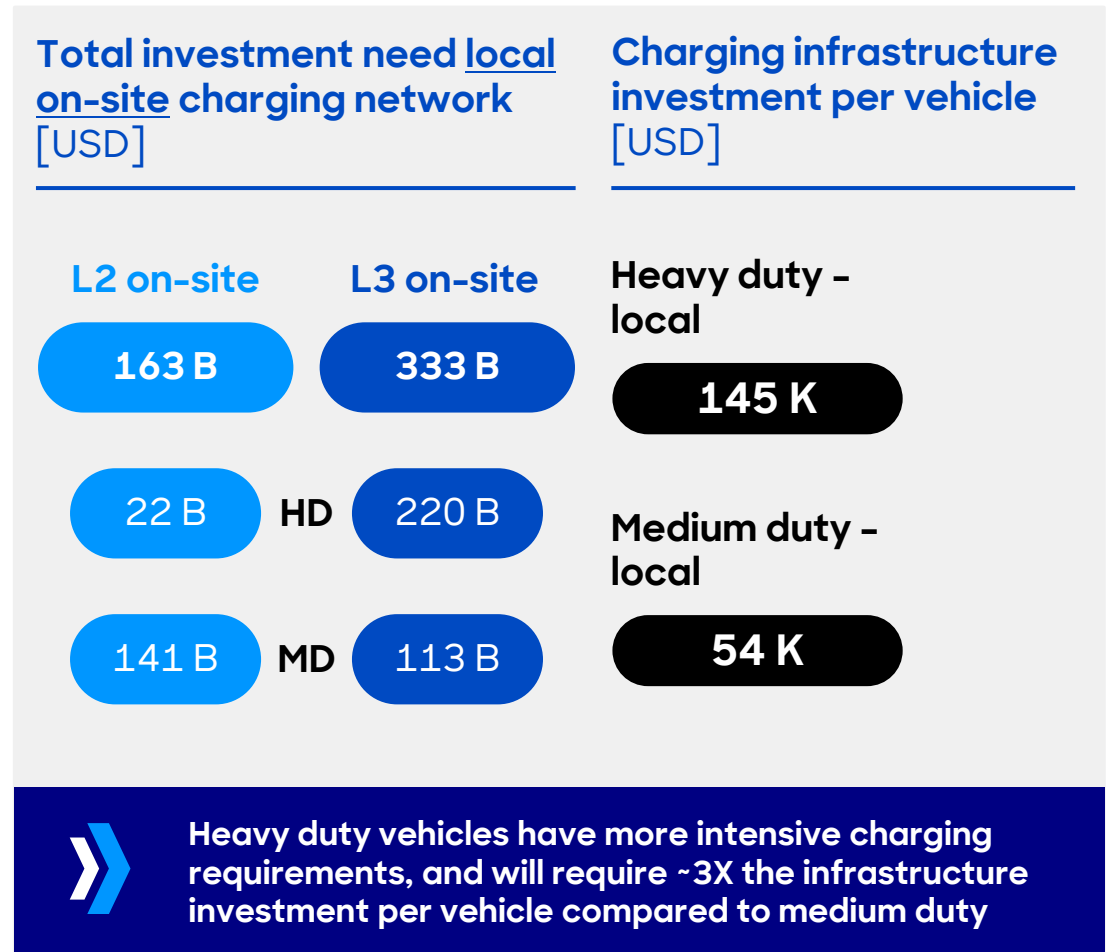 Total investment need local
on-site charging network
[USD]
L2 on-site
L3 on-site
163 B
333 B
22 B
HD
220 B
141 B
MD
113 B
Charging infrastructure
investment per vehicle
[USD]
Heavy duty –
local
145 K
Medium duty –
local
54 K
Heavy duty vehicles have more intensive charging
requirements, and will require ~3X the infrastructure
investment per vehicle compared to medium duty